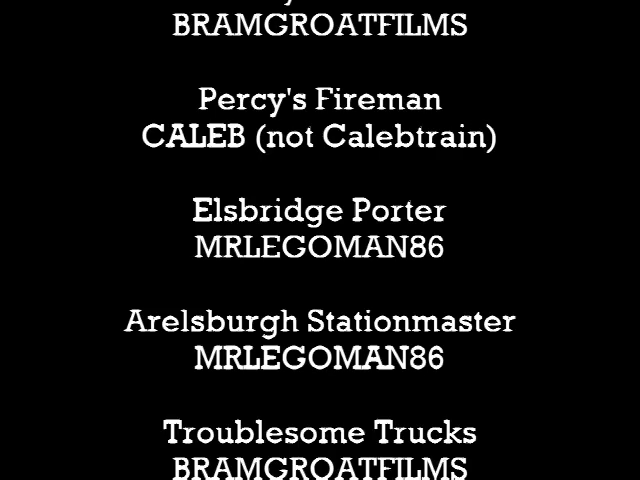 BRAMGROATFILMS
Percy's Fireman
CALEB (not Calebtrain)
Elsbridge Porter
MRLEGOMAN86
Arelsburgh Stationmaster
MRLEGOMAN86
Troublesome Trucks
BRAMGROATFILMS